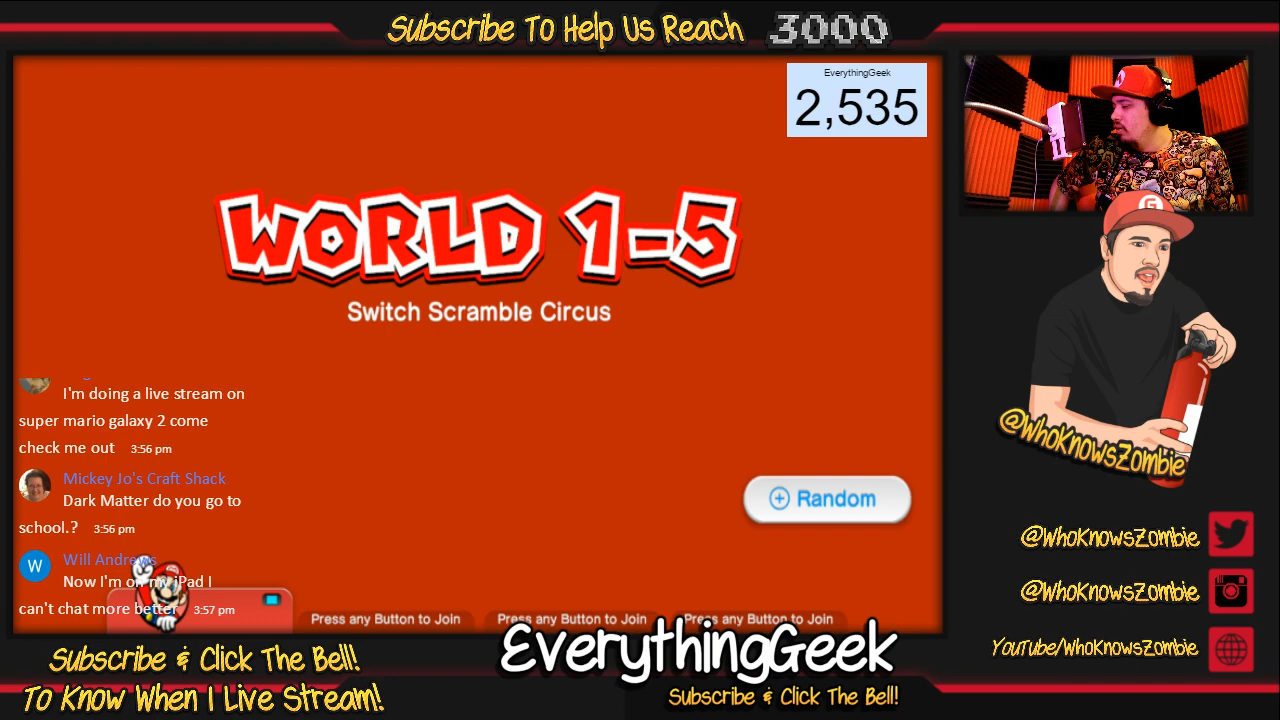 Subscribe To Help Us Reach 3000
EverythingGeek
2,535
WORLD 1-5
Switch Scramble Circus
I'm doing a live stream on
super mario galaxy 2 come
check me out 3:56 pm
Mickey Jo's Craft Shack
Dark Matter do you go to
school.? 3:56 pm
W Will Andrews
Now I'm on my iPad I
can't chat more better 3:57 pm
+ Random
Press any Button to Join
Press any Button to Join
Press any Button to Join
G
@WhoKnowsZombie
@WhoKnowsZombie
@WhoKnowsZombie
YouTube/WhoKnowsZombie
Subscribe & Click The Bell!
To Know When I Live Stream!
EverythingGeek
Subscribe & Click The Bell!